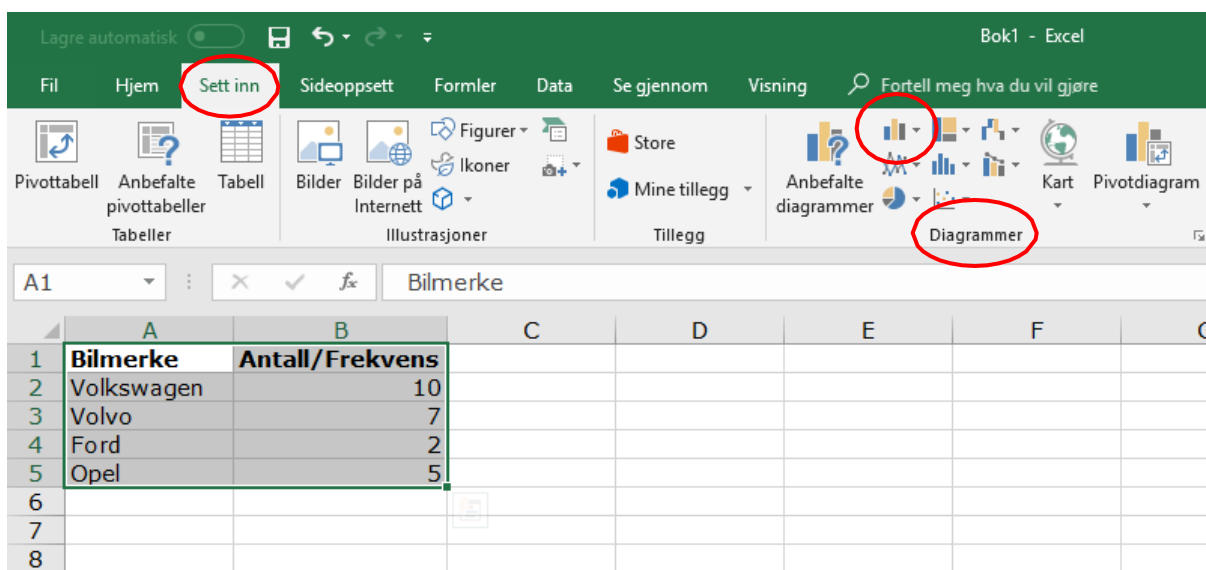 Lagre automatisk
Bok1 - Excel
Fil Hjem Sett inn Sideoppsett Formler Data Se gjennom Visning Fortell meg hva du vil gjøre
Pivottabell
Anbefalte
pivottabeller
Tabell
Tabeller
Bilder
Bilder på
Internett
Figurer
Ikoner
Illustrasjoner
Store
Mine tillegg
Tillegg
Anbefalte
diagrammer
Kart
Pivotdiagram
Diagrammer
A1 fx Bilmerke
A B C D E F
1 Bilmerke Antall/Frekvens
2 Volkswagen 10
3 Volvo 7
4 Ford 2
5 Opel 5
6
7
8